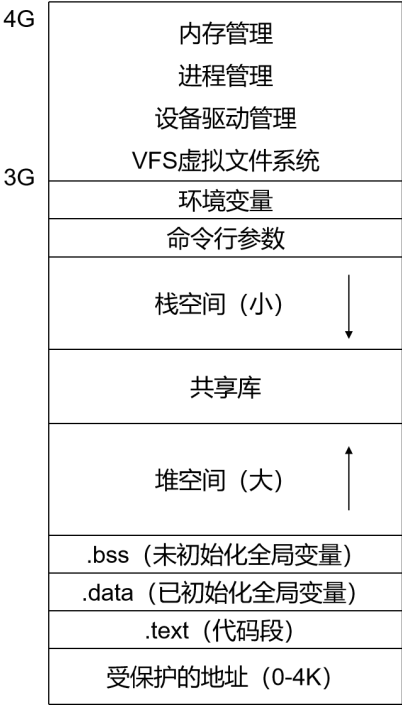 4G
内存管理
进程管理
设备驱动管理
VFS虚拟文件系统
3G
环境变量
命令行参数
栈空间（小）
共享库
堆空间（大）
.bss（未初始化全局变量）
.data（已初始化全局变量）
.text（代码段）
受保护的地址（0-4K）